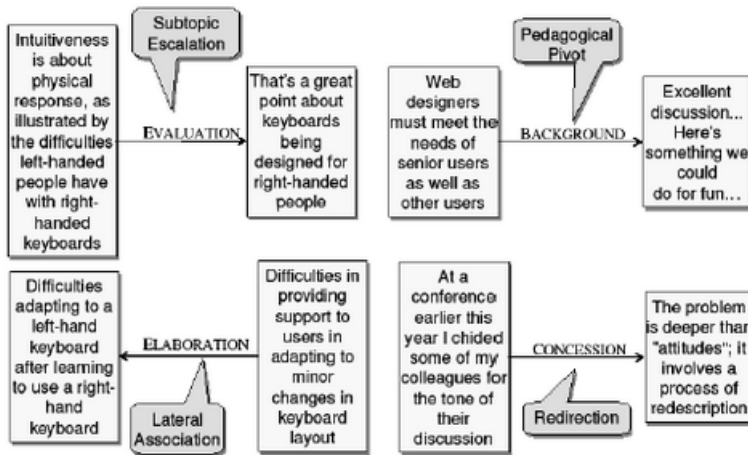 Subtopic
Escalation
Intuitiveness
is about
physical
response, as
illustrated by
the difficulties
left-handed
people have
with right-
handed
keyboards
EVALUATION
That's a great
point about
keyboards
being
designed for
right-handed
people
Pedagogical
Pivot
Web
designers
must meet the
needs of
senior users
as well as
other users
BACKGROUND
Excellent
discussion...
Here's
something we
could
do for fun...
Difficulties
adapting to a
left-hand
keyboard
after learning
to use a right-
hand
keyboard
ELABORATION
Lateral
Association
Difficulties in
providing
support to
users in
adapting to
minor
changes in
keyboard
layout
At a
conference
earlier this
year I chided
some of my
colleagues for
the tone of
their
discussion
CONCESSION
Redirection
The problem
is deeper than
"attitudes"; it
involves a
process of
redescription